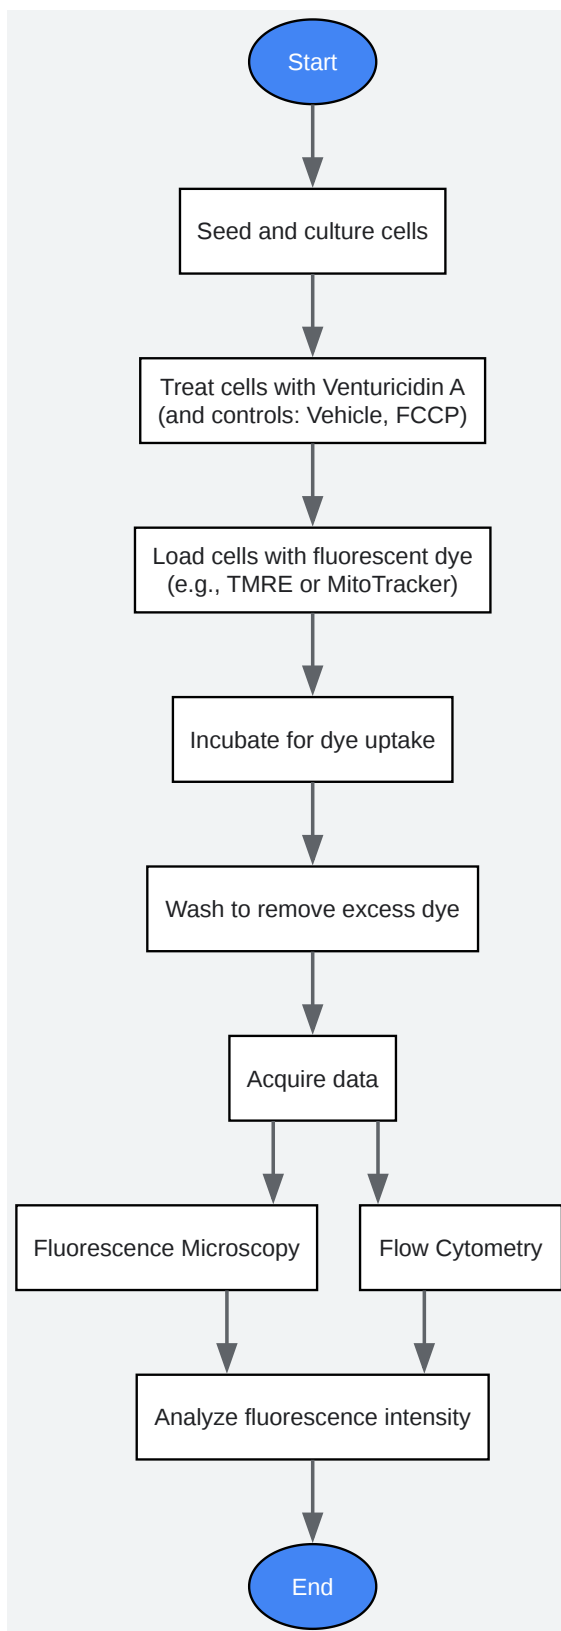 Start
Seed and culture cells
Treat cells with Venturicidin A
(and controls: Vehicle, FCCP)
Load cells with fluorescent dye
(e.g., TMRE or MitoTracker)
Incubate for dye uptake
Wash to remove excess dye
Acquire data
Fluorescence Microscopy
Flow Cytometry
Analyze fluorescence intensity
End